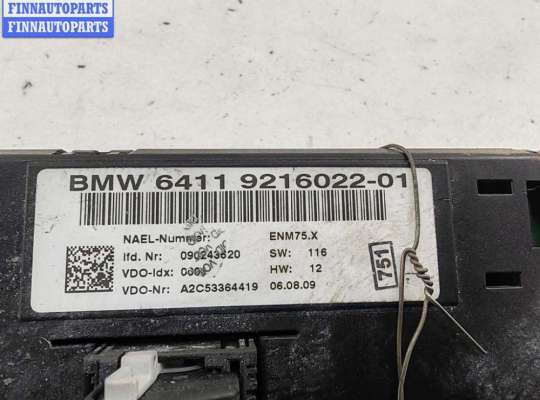 FINNAUTOPARTS
FINNAUTOPARTS
BMW 6411 9216022-01
NAEL-Nummer: ENM75.X
lfd. Nr: 090243620 SW: 116
VDO-Idx: HW: 12
VDO-Nr: A2C53364419 06.08.09
751